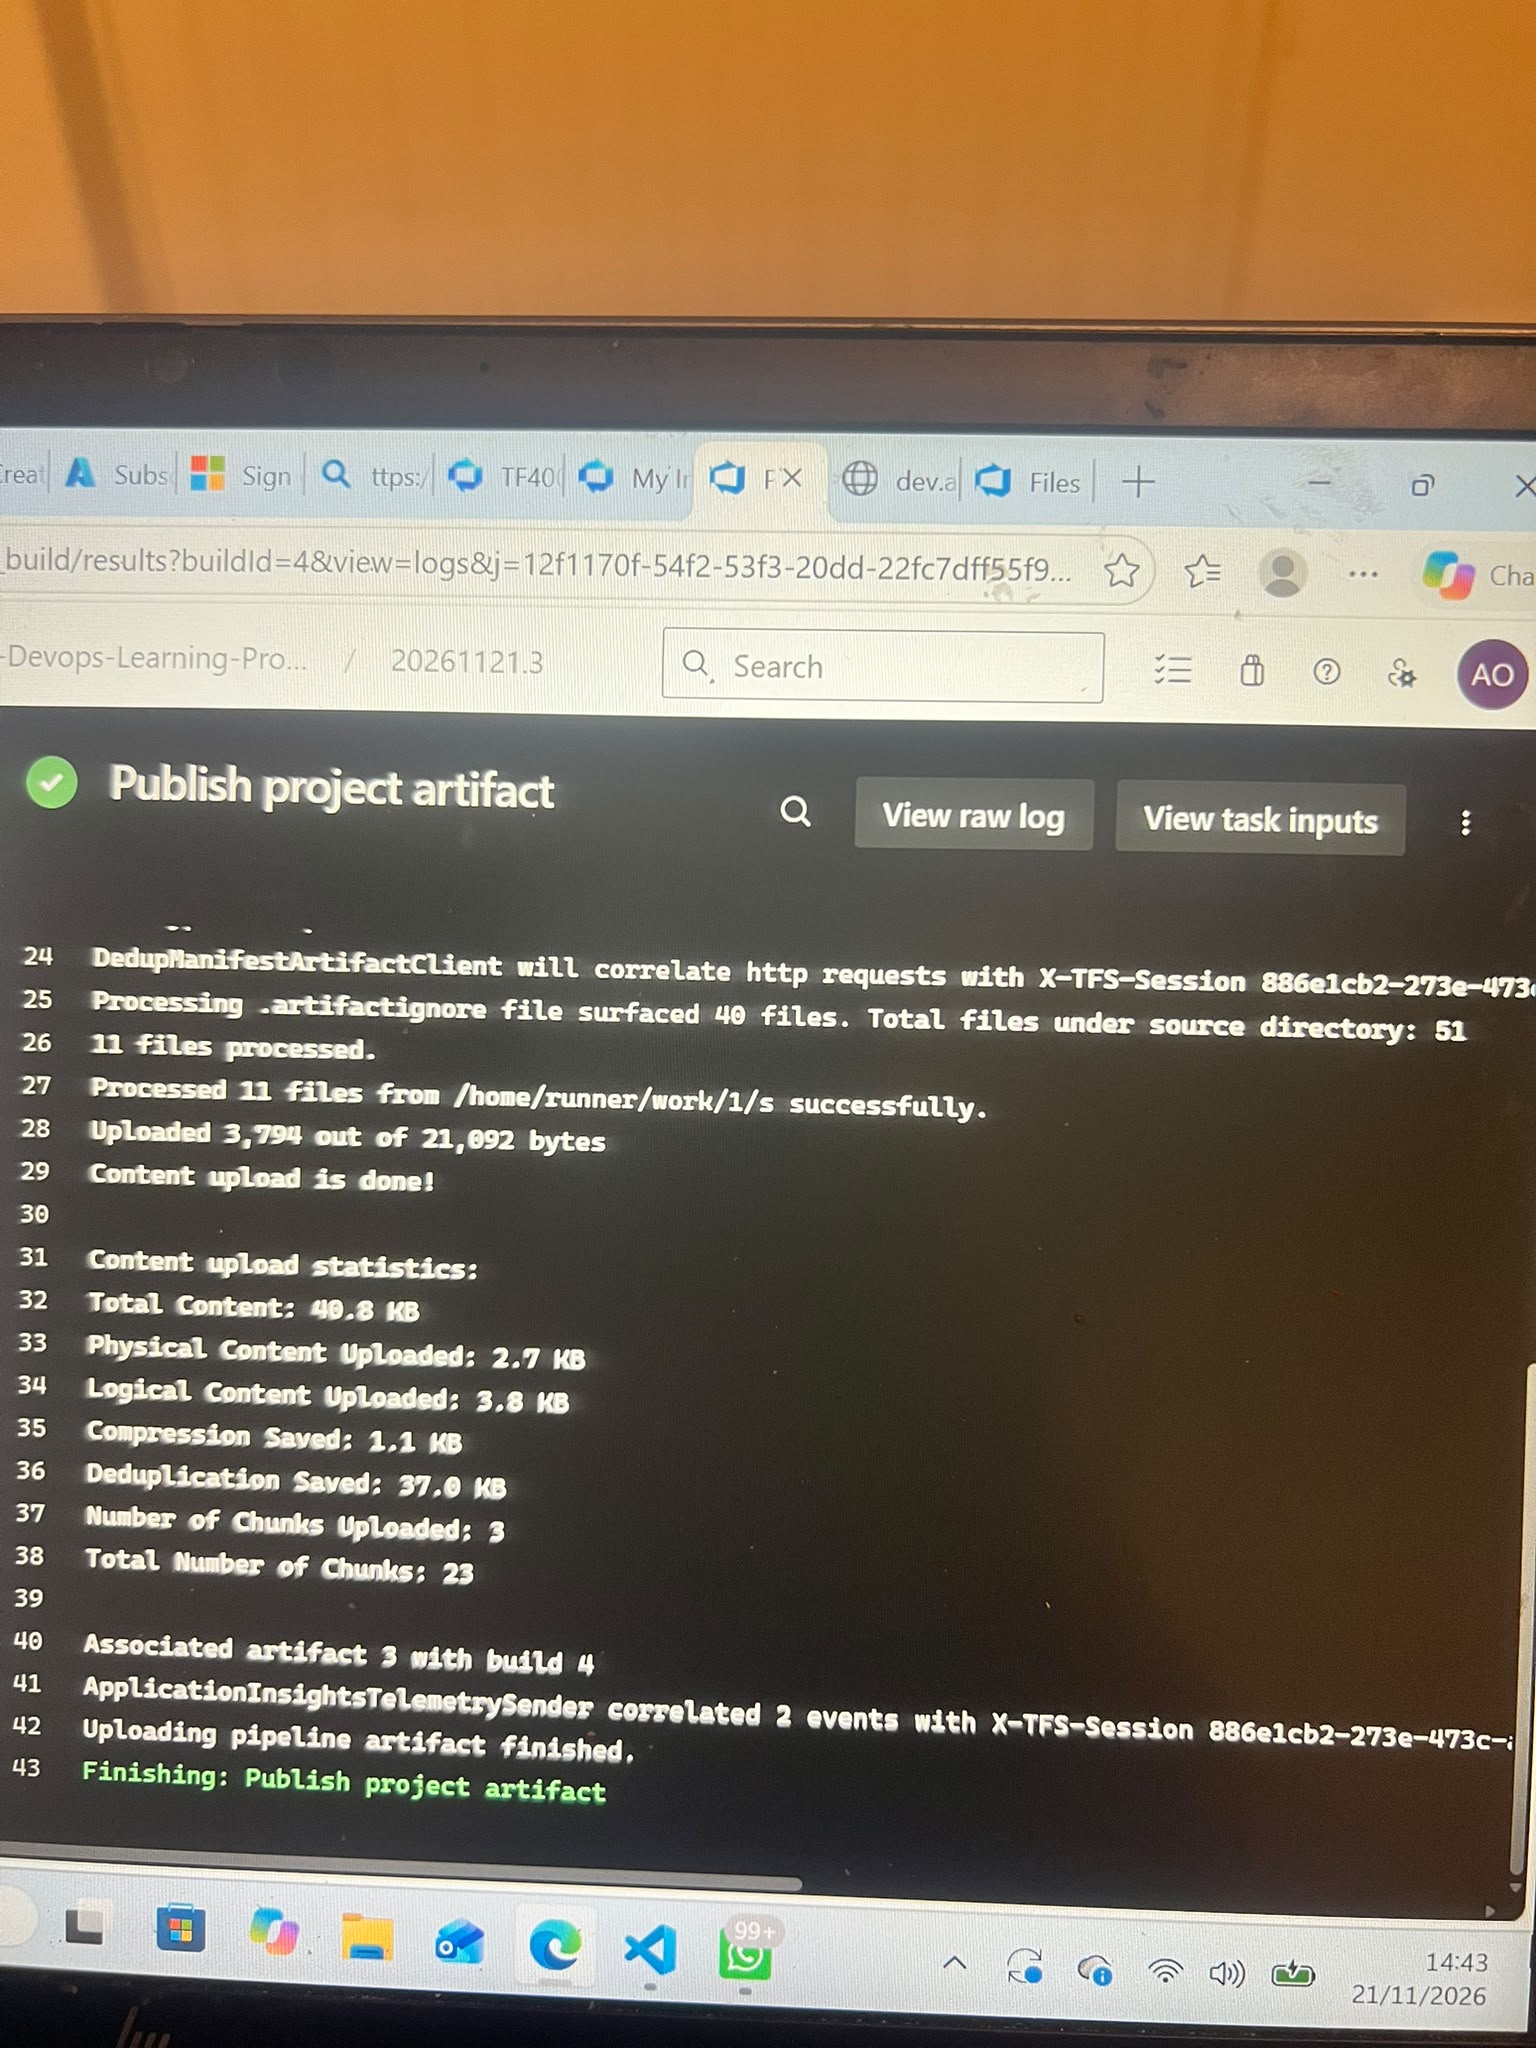 Subs
Sign
ttps:/
TF40
My In
F
dev.a
Files
_build/results?buildId=4&view=logs&j=12f1170f-54f2-53f3-20dd-22fc7dff55f9...
Cha
-Devops-Learning-Pro... / 20261121.3
Search
AO
Publish project artifact
View raw log
View task inputs
24 DedupManifestArtifactClient will correlate http requests with X-TFS-Session 886e1cb2-273e-473
25 Processing .artifactignore file surfaced 40 files. Total files under source directory: 51
26 11 files processed.
27 Processed 11 files from /home/runner/work/1/s successfully.
28 Uploaded 3,794 out of 21,092 bytes
29 Content upload is done!
30
31 Content upload statistics:
32 Total Content: 40.8 KB
33 Physical Content Uploaded: 2.7 KB
34 Logical Content Uploaded: 3.8 KB
35 Compression Saved: 1.1 KB
36 Deduplication Saved: 37.0 KB
37 Number of Chunks Uploaded: 3
38 Total Number of Chunks: 23
39
40 Associated artifact 3 with build 4
41 ApplicationInsightsTelemetrySender correlated 2 events with X-TFS-Session 886e1cb2-273e-473c-
42 Uploading pipeline artifact finished.
43 Finishing: Publish project artifact
99+
14:43
21/11/2026
hp